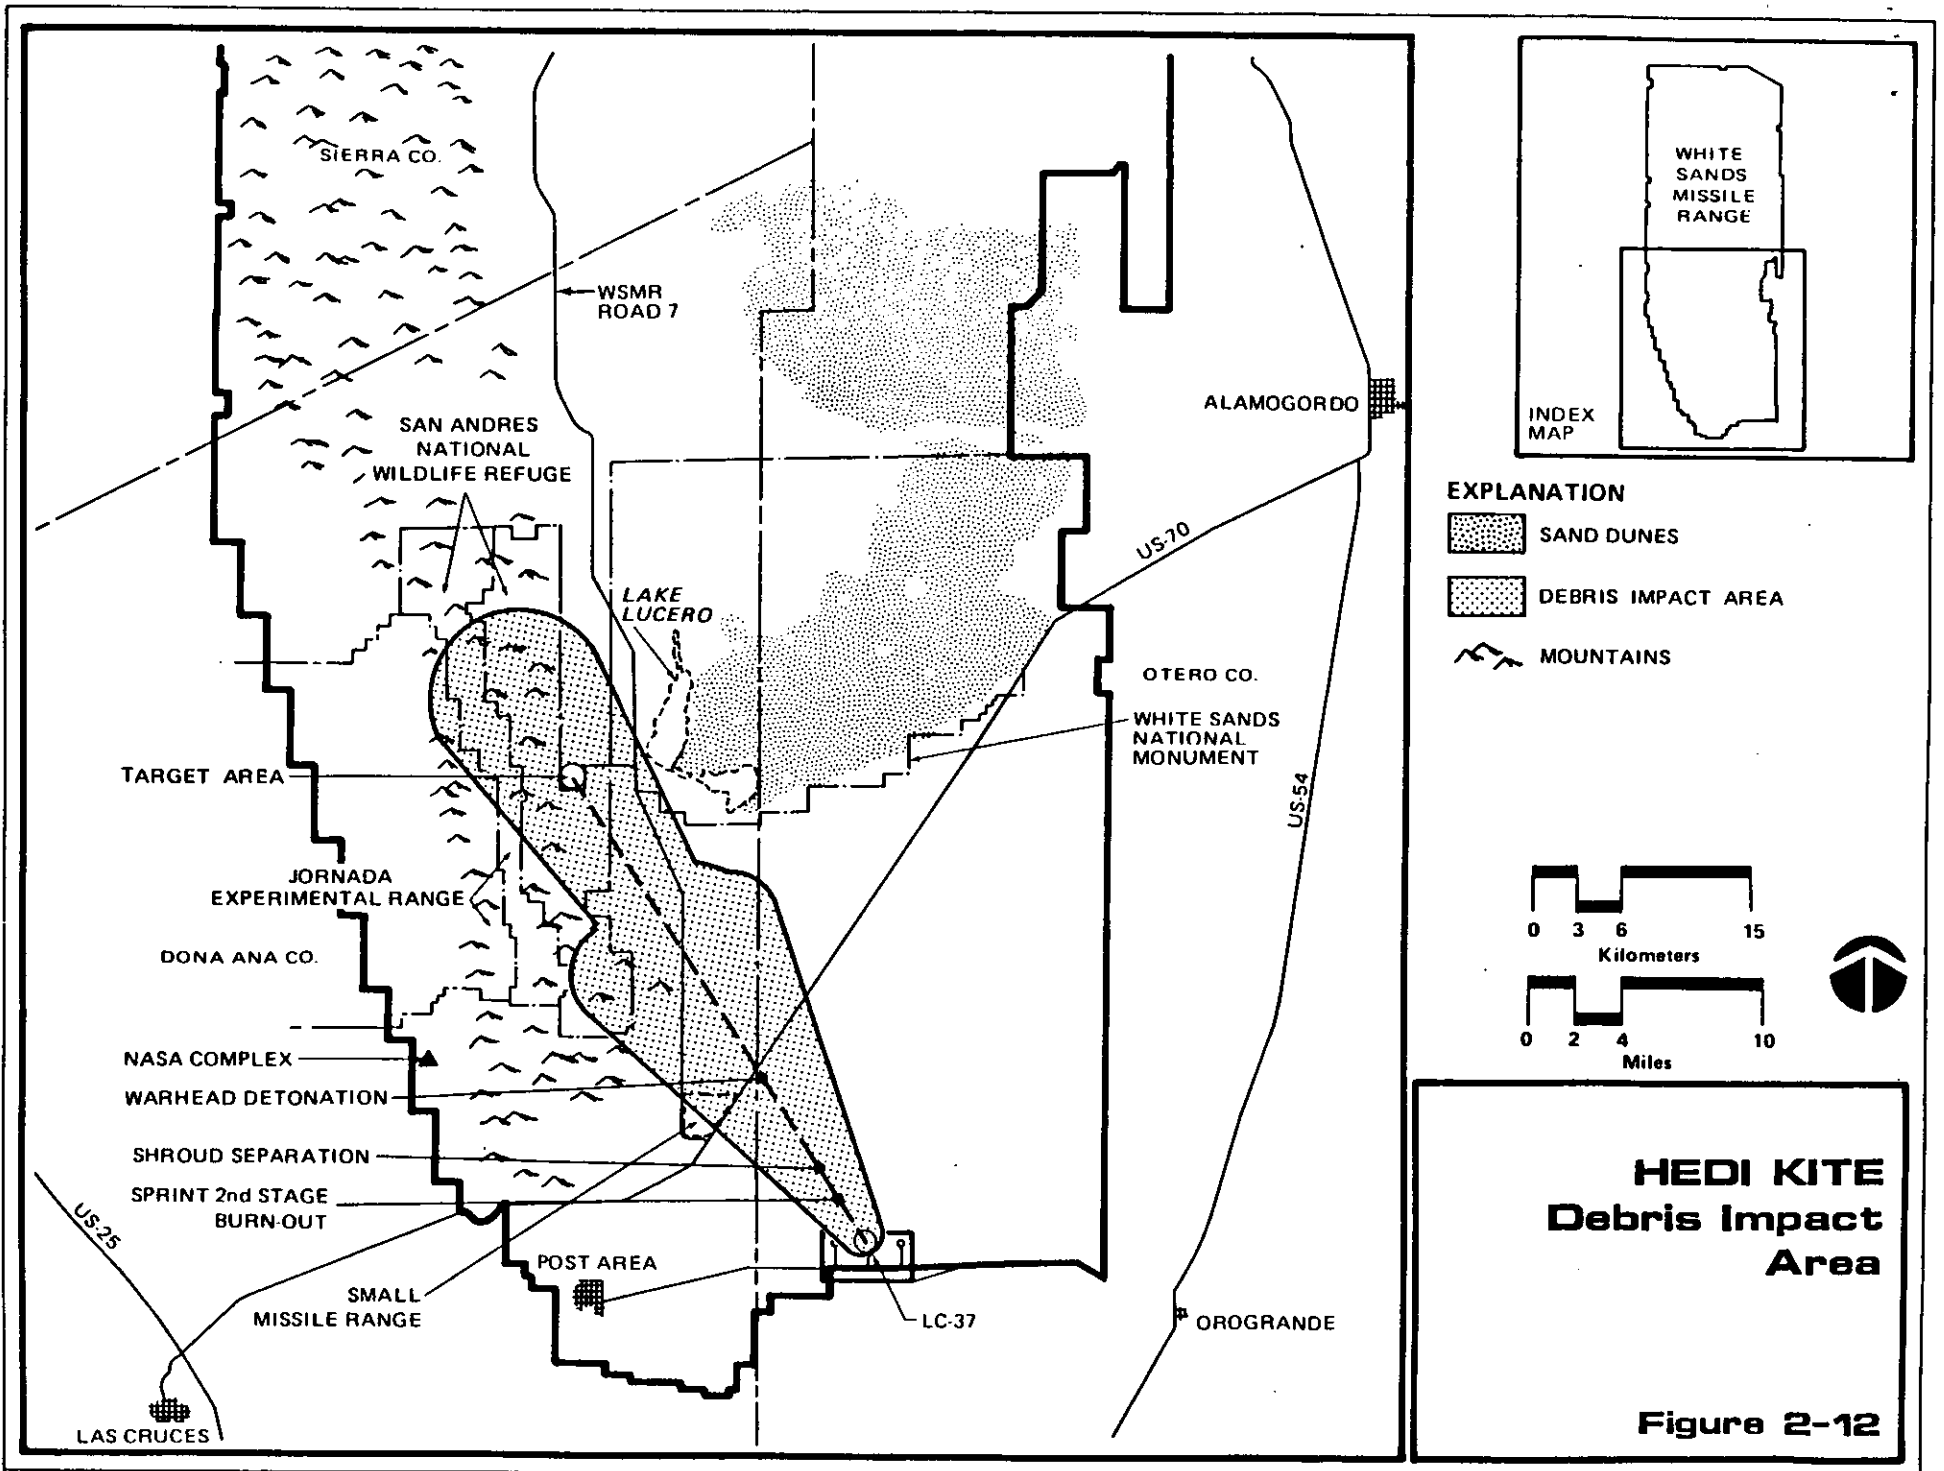 SIERRA CO.
WSMR
ROAD 7
SAN ANDRES
NATIONAL
WILDLIFE REFUGE
LAKE
LUCERO
ALAMOGORDO
US-70
OTERO CO.
WHITE SANDS
NATIONAL
MONUMENT
US-54
TARGET AREA
JORNADA
EXPERIMENTAL RANGE
DONA ANA CO.
NASA COMPLEX
WARHEAD DETONATION
SHROUD SEPARATION
SPRINT 2nd STAGE
BURN-OUT
US-25
POST AREA
SMALL
MISSILE RANGE
LC-37
OROGRANDE
LAS CRUCES
WHITE
SANDS
MISSILE
RANGE
INDEX
MAP
EXPLANATION
SAND DUNES
DEBRIS IMPACT AREA
MOUNTAINS
0 3 6 15
Kilometers
0 2 4 10
Miles
HEDI KITE
Debris Impact
Area
Figure 2-12